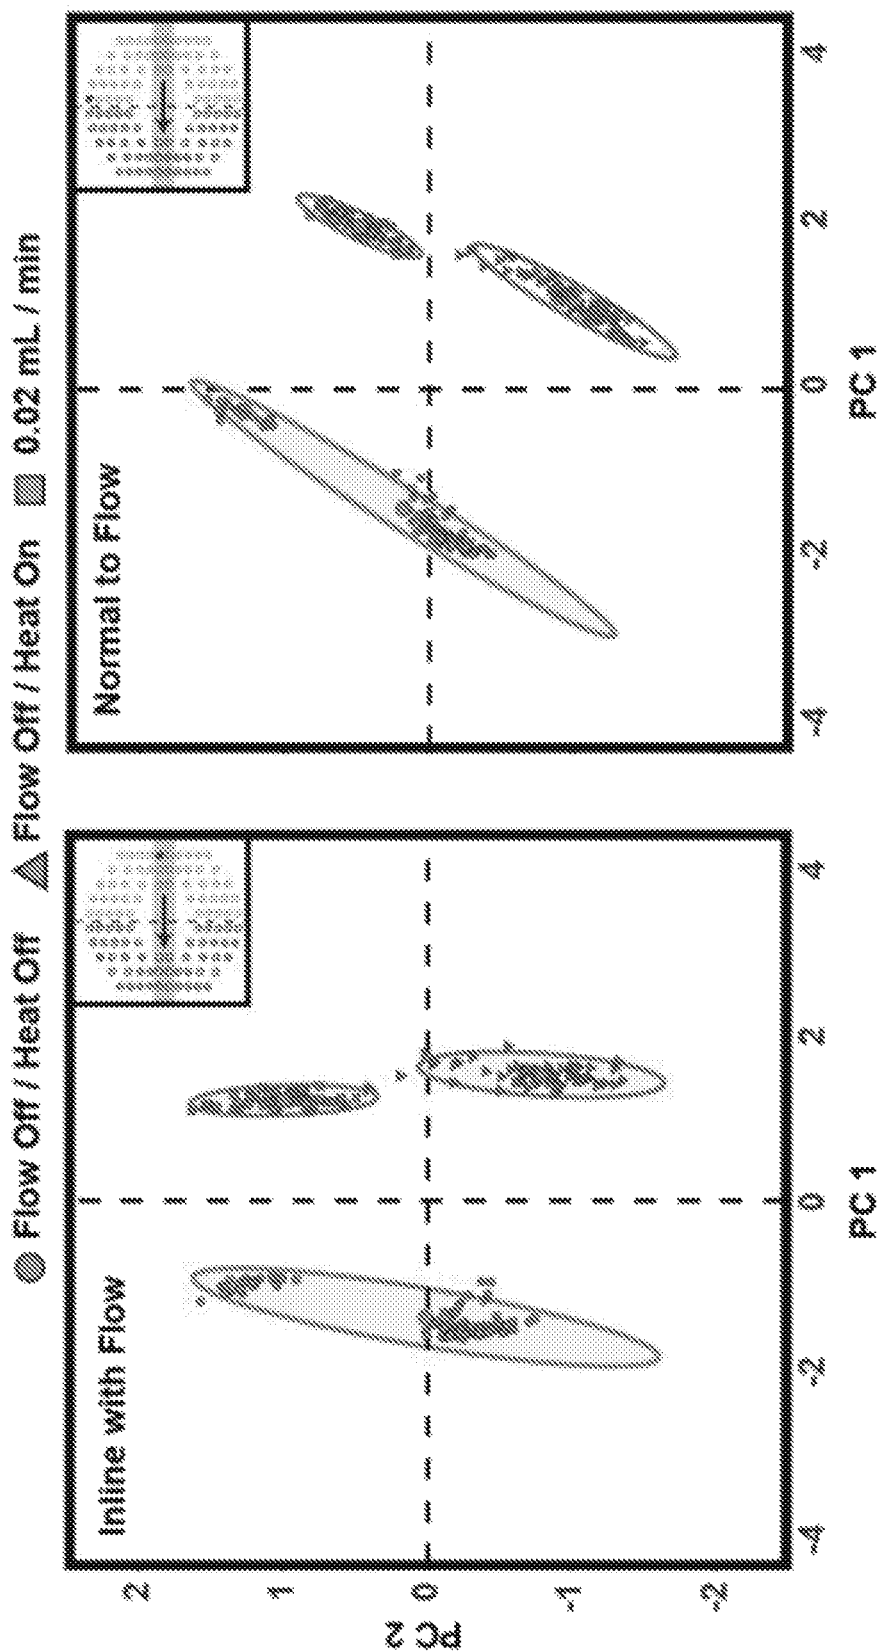 Flow Off / Heat Off Flow Off / Heat On 0.02 mL / min
Inline with Flow
Normal to Flow
2
1
0
-1
-2
PC 2
-4 -2 0 2 4
-4 -2 0 2 4
PC 1
PC 1